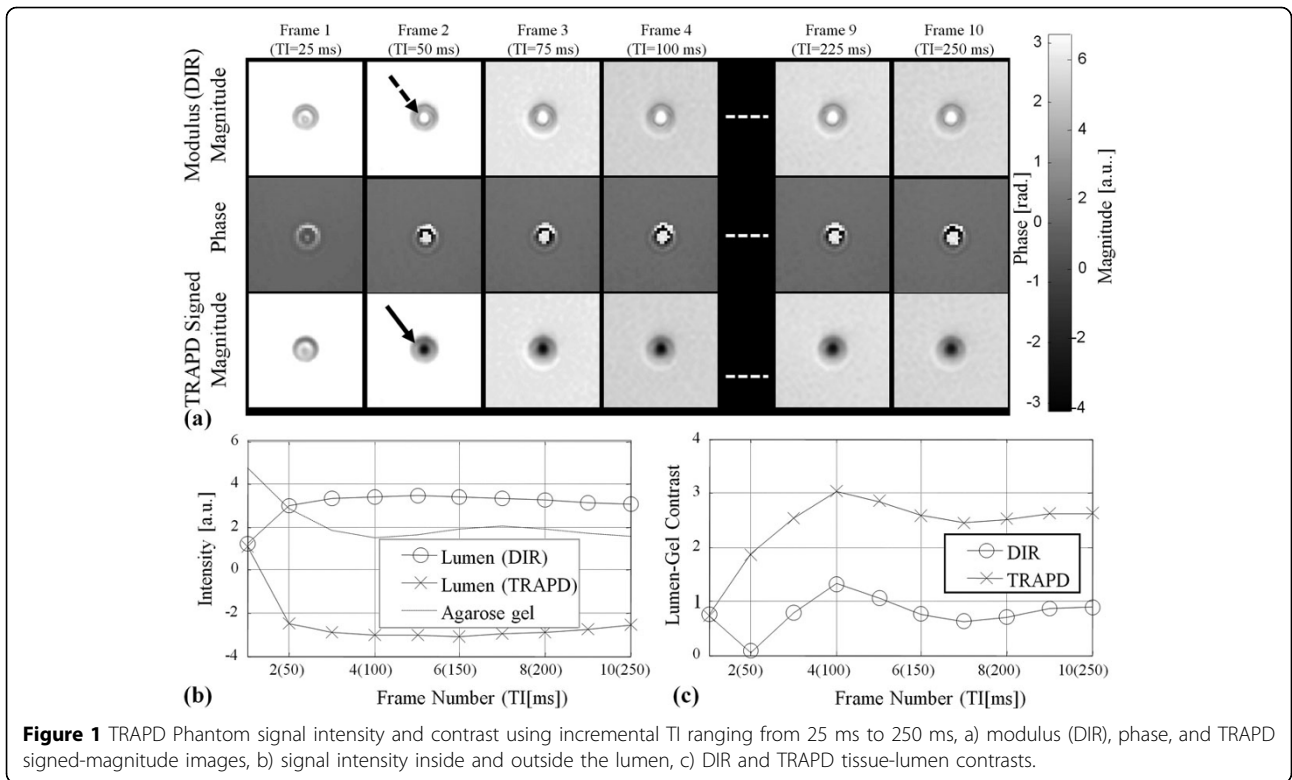 Frame 1 Frame 2 Frame 3 Frame 4 Frame 9 Frame 10
(TI=25 ms) (TI=50 ms) (TI=75 ms) (TI=100 ms) (TI=225 ms) (TI=250 ms)
Modulus (DIR)
Magnitude
Phase
TRAPD Signed
Magnitude
(a)
3
2
1
0
-1
-2
-3
Phase [rad.]
6
4
2
0
-2
-4
Magnitude [a.u..]
6
4
2
0
-2
-4
Intensity [a.u.]
Lumen (DIR)
Lumen (TRAPD)
Agarose gel
2(50) 4(100) 6(150) 8(200) 10(250)
(b) Frame Number (TI[ms])
4
3
2
1
0
Lumen-Gel Contrast
DIR
TRAPD
2(50) 4(100) 6(150) 8(200) 10(250)
(c) Frame Number (TI[ms])
Figure 1 TRAPD Phantom signal intensity and contrast using incremental TI ranging from 25 ms to 250 ms, a) modulus (DIR), phase, and TRAPD
signed-magnitude images, b) signal intensity inside and outside the lumen, c) DIR and TRAPD tissue-lumen contrasts.